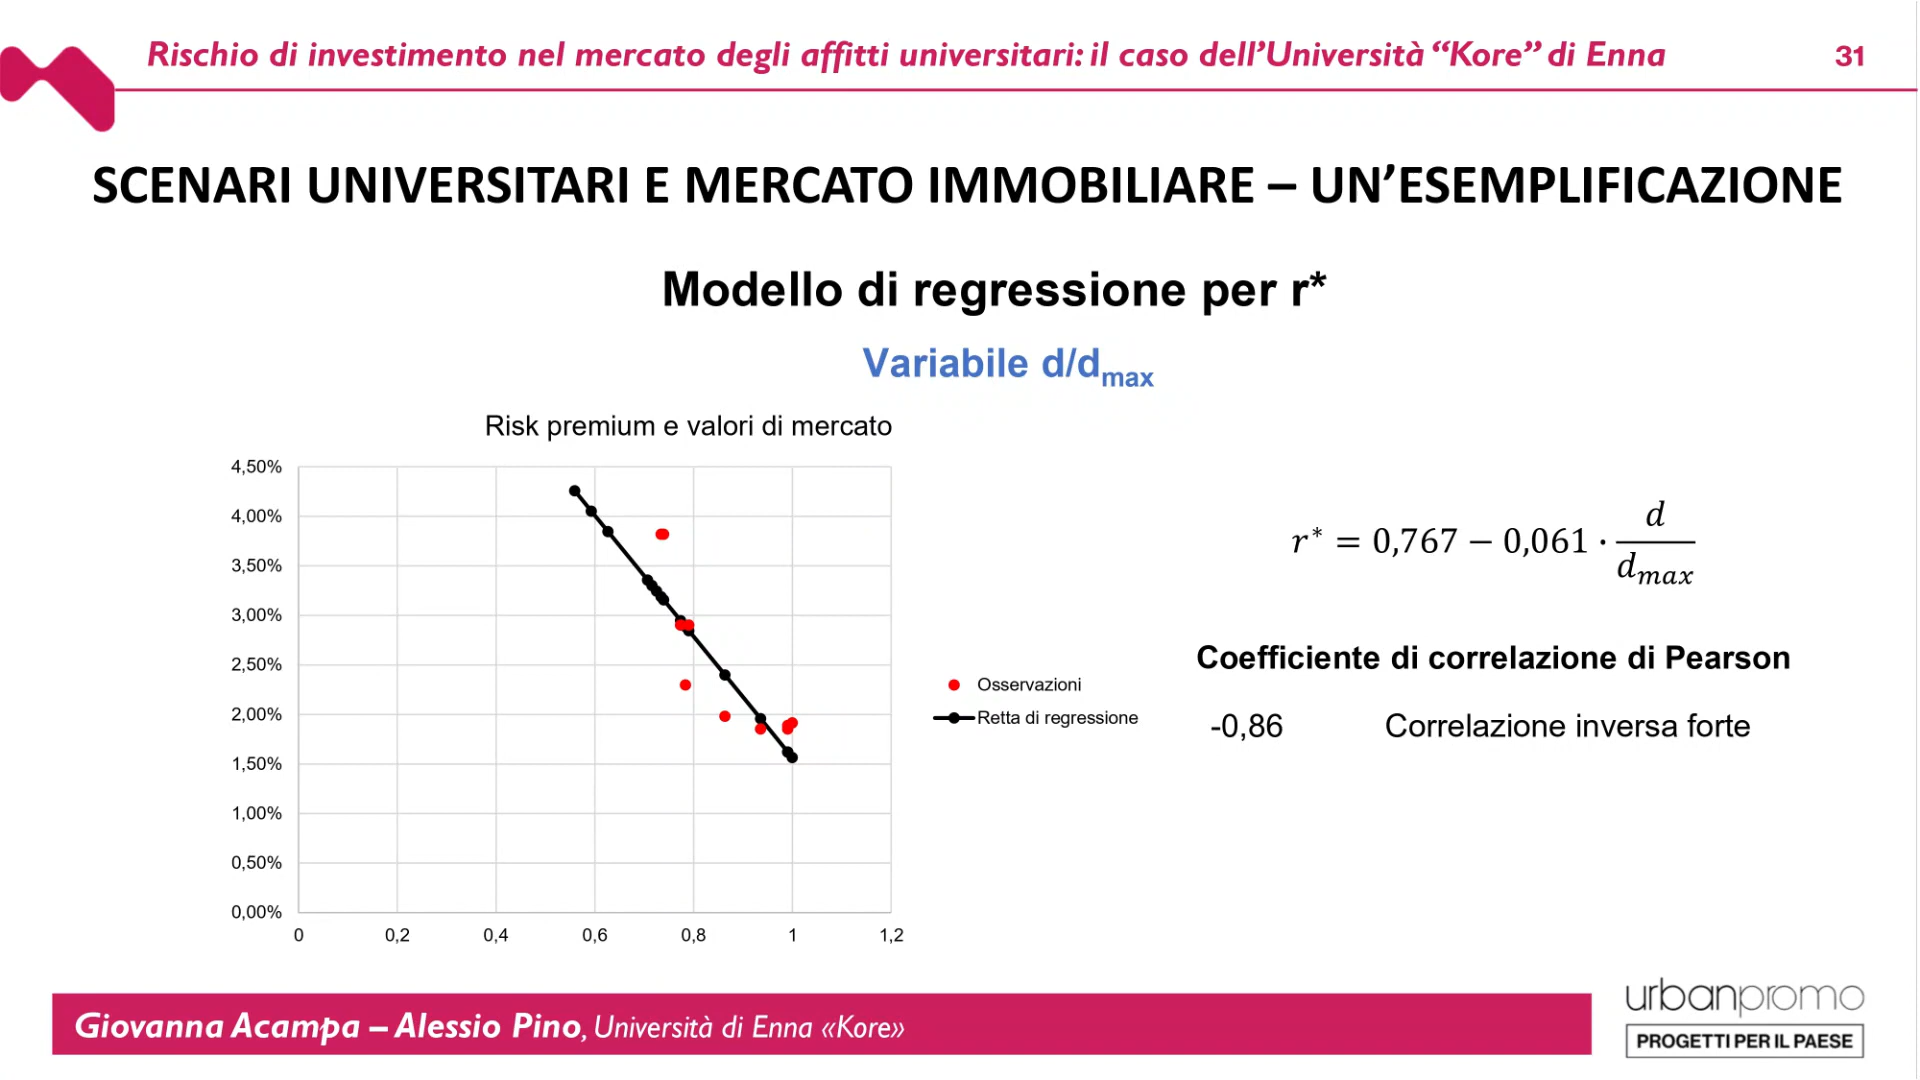 Rischio di investimento nel mercato degli affitti universitari: il caso dell’Università “Kore” di Enna
31
SCENARI UNIVERSITARI E MERCATO IMMOBILIARE – UN’ESEMPLIFICAZIONE
Modello di regressione per r*
Variabile d/dmax
Risk premium e valori di mercato
4,50%
4,00%
3,50%
3,00%
2,50%
2,00%
1,50%
1,00%
0,50%
0,00%
0 0,2 0,4 0,6 0,8 1 1,2
Osservazioni
Retta di regressione
r* = 0,767 − 0,061 · d/dmax
Coefficiente di correlazione di Pearson
-0,86 Correlazione inversa forte
Giovanna Acampa – Alessio Pino, Università di Enna «Kore»
urbanpromo
PROGETTI PER IL PAESE